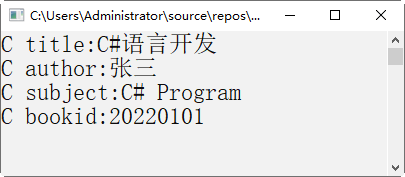 C:\Users\Administrator\source\repos\...
C title:C#语言开发
C author:张三
C subject:C# Program
C bookid:20220101